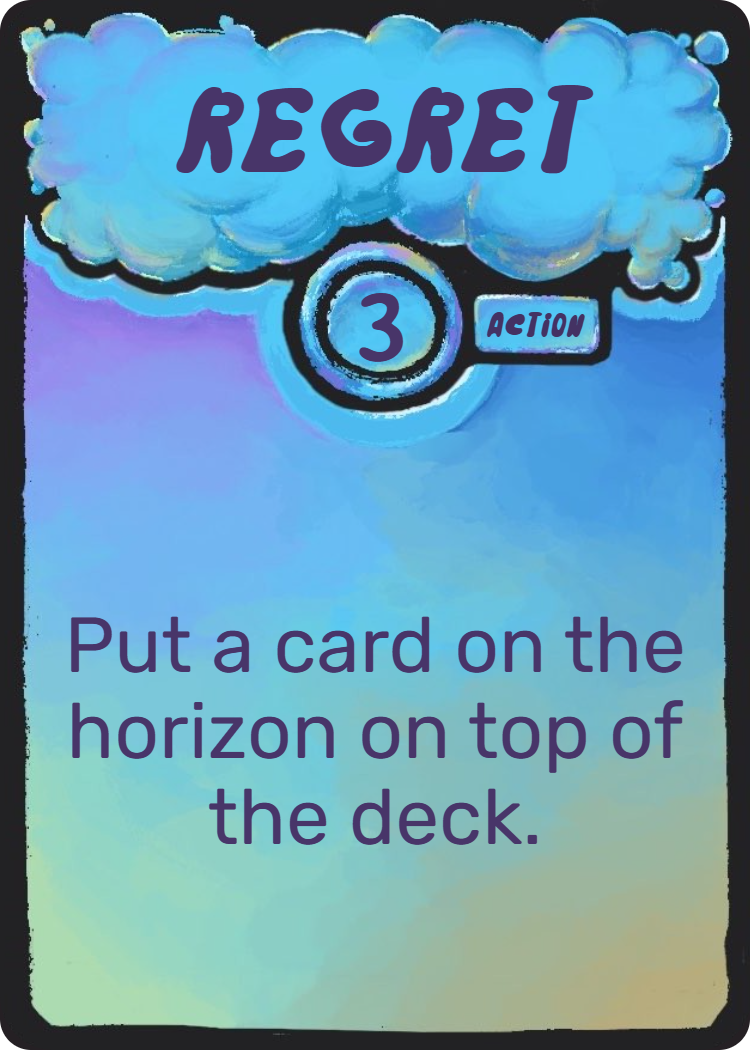 REGRET
3
ACTION
Put a card on the
horizon on top of
the deck.